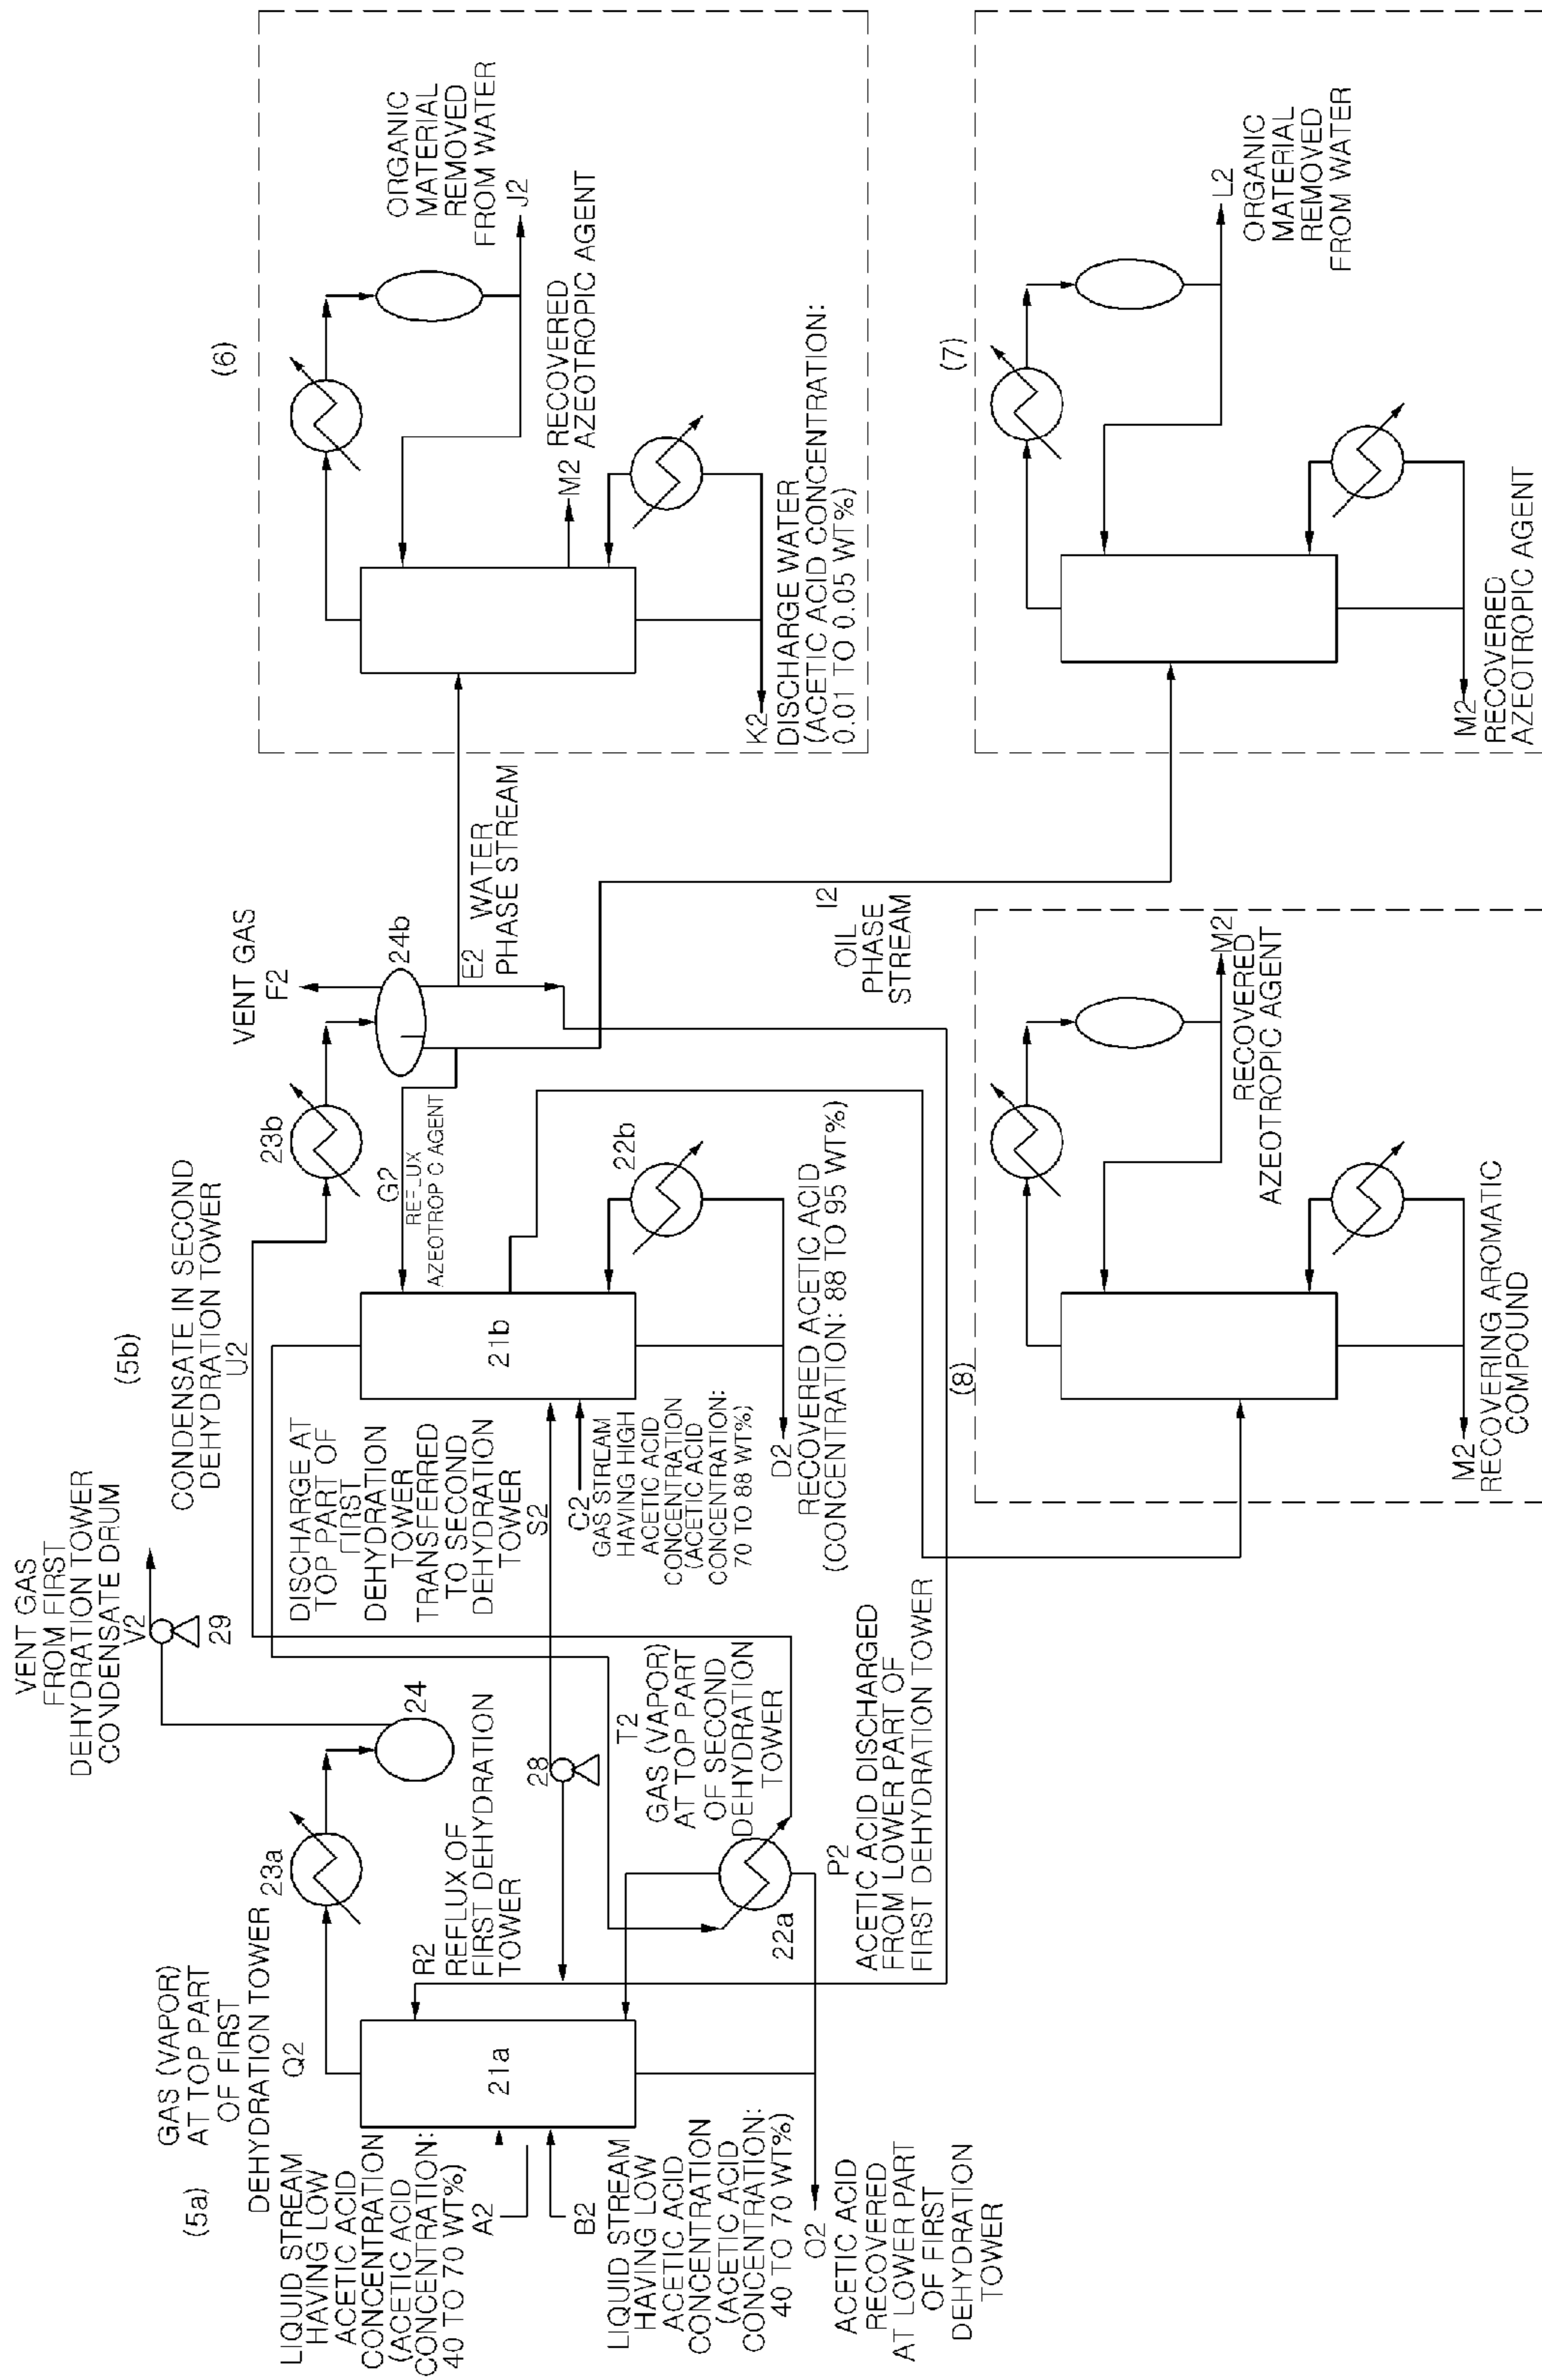 VENT GAS
FROM FIRST
DEHYDRATION TOWER
CONDENSATE DRUM
V2
29
(5a)
GAS (VAPOR)
AT TOP PART
OF FIRST
DEHYDRATION TOWER
Q2
23a
24
(5b)
CONDENSATE IN SECOND
DEHYDRATION TOWER
U2
23b
VENT GAS
F2
24b
LIQUID STREAM
HAVING LOW
ACETIC ACID
CONCENTRATION
(ACETIC ACID
CONCENTRATION:
40 TO 70 WT%)
A2
B2
LIQUID STREAM
HAVING LOW
ACETIC ACID
CONCENTRATION
(ACETIC ACID
CONCENTRATION:
40 TO 70 WT%)
21a
R2
REFLUX OF
FIRST DEHYDRATION
TOWER
28
DISCHARGE AT
TOP PART OF
FIRST
DEHYDRATION
TOWER
TRANSFERRED
TO SECOND
DEHYDRATION
TOWER
S2
C2
GAS STREAM
HAVING HIGH
ACETIC ACID
CONCENTRATION
(ACETIC ACID
CONCENTRATION:
70 TO 88 WT%)
21b
G2
REFLUX
AZEOTROPIC AGENT
22b
D2
RECOVERED ACETIC ACID
(CONCENTRATION: 88 TO 95 WT%)
T2
GAS (VAPOR)
AT TOP PART
OF SECOND
DEHYDRATION
TOWER
22a
P2
ACETIC ACID DISCHARGED
FROM LOWER PART OF
FIRST DEHYDRATION TOWER
O2
ACETIC ACID
RECOVERED
AT LOWER PART
OF FIRST
DEHYDRATION
TOWER
E2
WATER
PHASE STREAM
I2
OIL
PHASE
STREAM
(6)
ORGANIC
MATERIAL
REMOVED
FROM WATER
J2
M2
RECOVERED
AZEOTROPIC AGENT
K2
DISCHARGE WATER
(ACETIC ACID CONCENTRATION:
0.01 TO 0.05 WT%)
(7)
L2
ORGANIC
MATERIAL
REMOVED
FROM WATER
M2
RECOVERED
AZEOTROPIC AGENT
(8)
M2
RECOVERED
AZEOTROPIC AGENT
M2
RECOVERING AROMATIC
COMPOUND